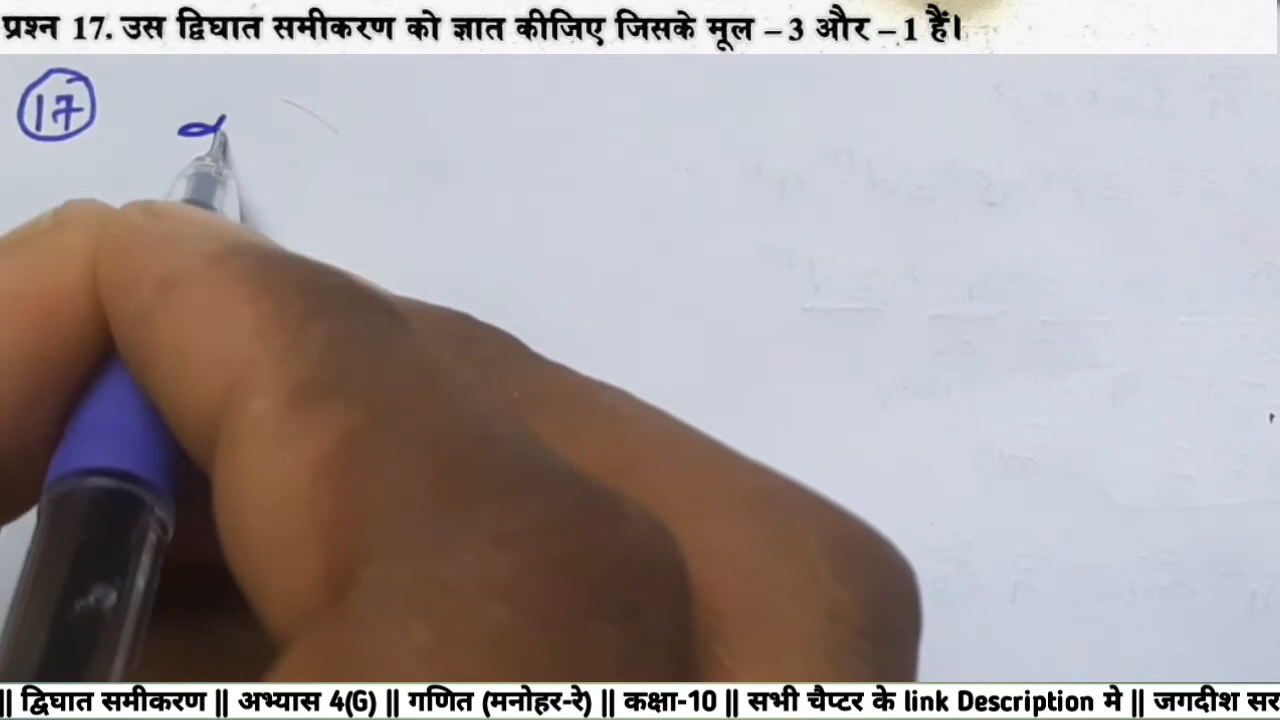 प्रश्न 17. उस द्विघात समीकरण को ज्ञात कीजिए जिसके मूल – 3 और – 1 हैं।
17
α
|| द्विघात समीकरण || अभ्यास 4(G) || गणित (मनोहर-रे) || कक्षा-10 || सभी चैप्टर के link Description मे || जगदीश सर